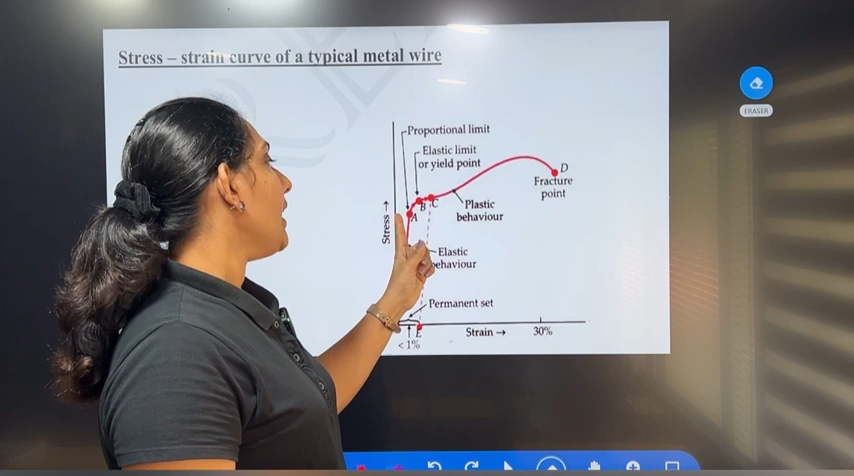 Stress – strain curve of a typical metal wire
ERASER
Proportional limit
Elastic limit
or yield point
D
Fracture
point
B
C
A
Plastic
behaviour
Stress →
Elastic
ehaviour
Permanent set
E
Strain →
30%
< 1%